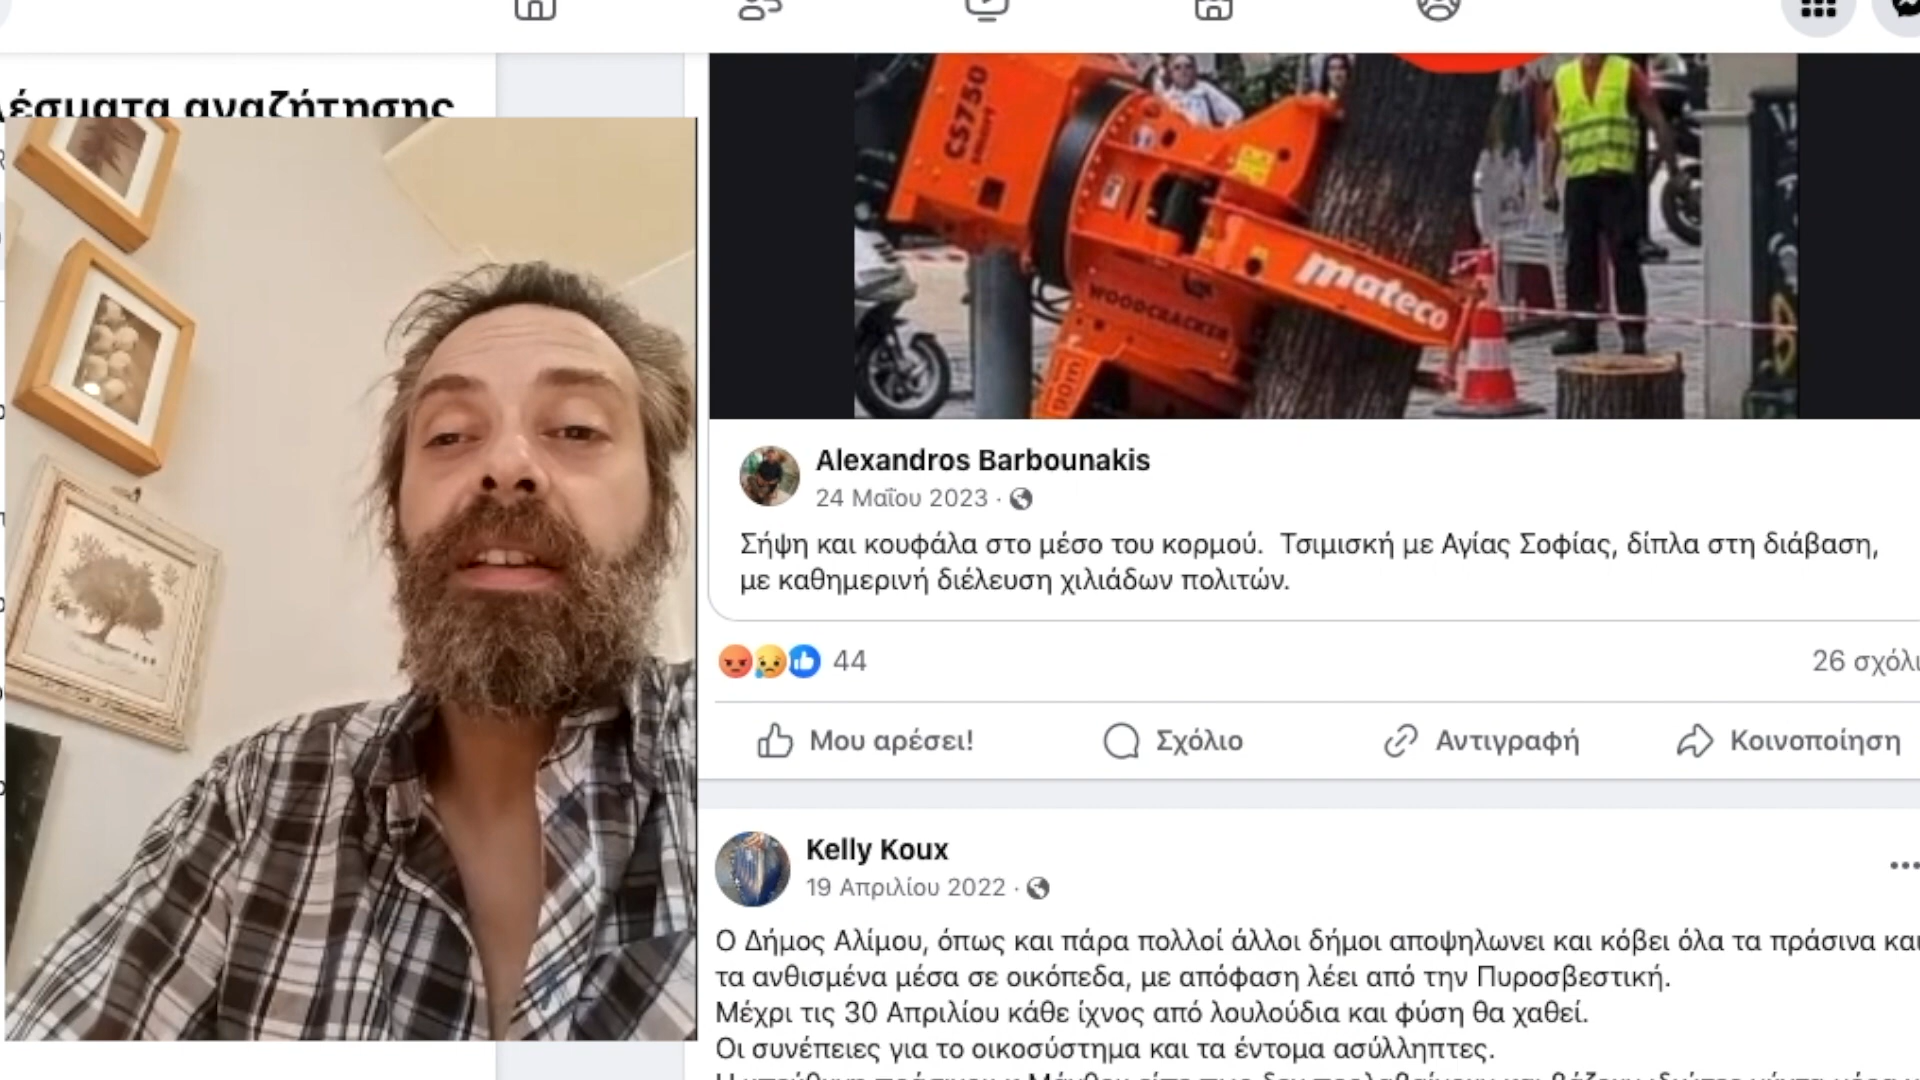 αναζήτησης
CS750
mateco
WOODCRACKER
90m
Alexandros Barbounakis
24 Μαΐου 2023 ·
Σήψη και κουφάλα στο μέσο του κορμού. Τσιμισκή με Αγίας Σοφίας, δίπλα στη διάβαση,
με καθημερινή διέλευση χιλιάδων πολιτών.
44
26
Μου αρέσει! Σχόλιο Αντιγραφή Κοινοποίηση
Kelly Koux
19 Απριλίου 2022 ·
Ο Δήμος Αλίμου, όπως και πάρα πολλοί άλλοι δήμοι αποψηλωνει και κόβει όλα τα πράσινα και
τα ανθισμένα μέσα σε οικόπεδα, με απόφαση λέει από την Πυροσβεστική.
Μέχρι τις 30 Απριλίου κάθε ίχνος από λουλούδια και φύση θα χαθεί.
Οι συνέπειες για το οικοσύστημα και τα έντομα ασύλληπτες.